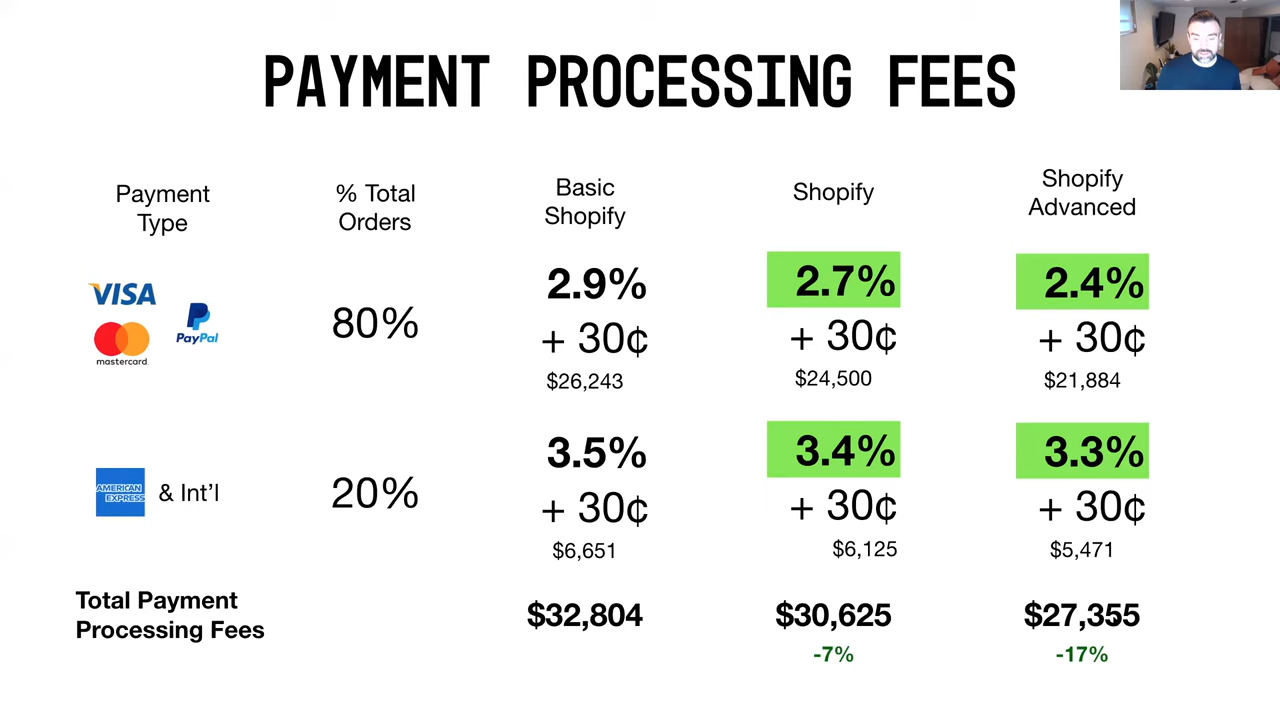 PAYMENT PROCESSING FEES
Payment
Type
% Total
Orders
Basic
Shopify
Shopify
Shopify
Advanced
VISA
mastercard.
PayPal
80%
2.9%
+ 30¢
$26,243
2.7%
+ 30¢
$24,500
2.4%
+ 30¢
$21,884
AMERICAN
EXPRESS
& Int'l
20%
3.5%
+ 30¢
$6,651
3.4%
+ 30¢
$6,125
3.3%
+ 30¢
$5,471
Total Payment
Processing Fees
$32,804
$30,625
-7%
$27,355
-17%